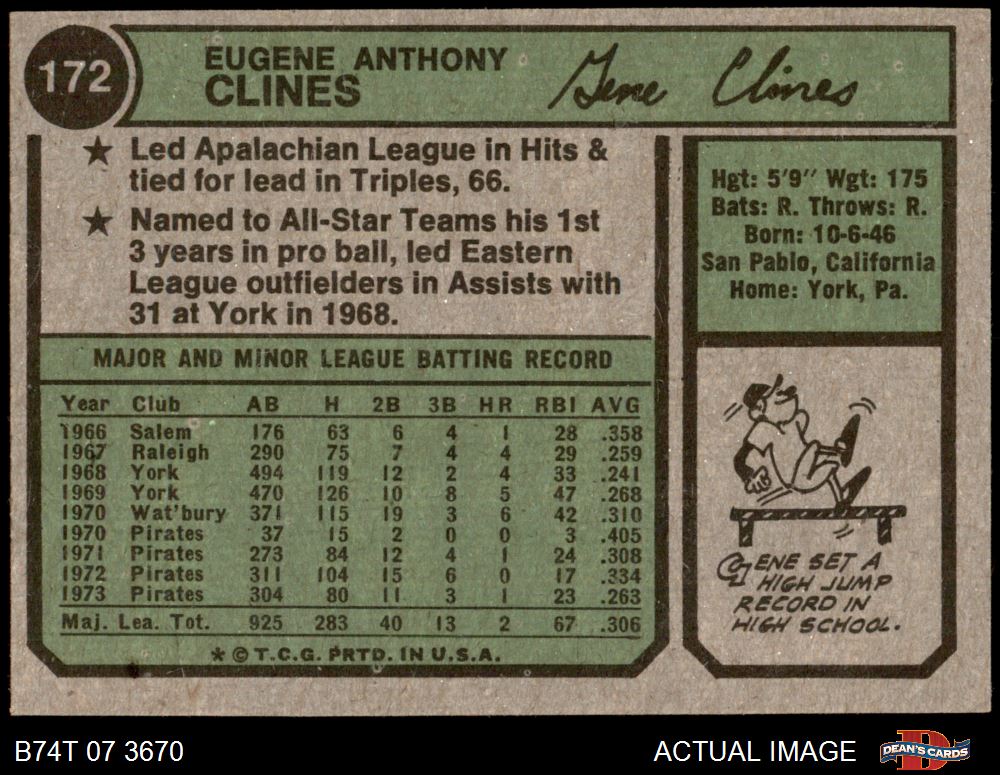 172
EUGENE ANTHONY
CLINES
Gene Clines
★ Led Apalachian League in Hits &
tied for lead in Triples, 66.
★ Named to All-Star Teams his 1st
3 years in pro ball, led Eastern
League outfielders in Assists with
31 at York in 1968.
Hgt: 5'9" Wgt: 175
Bats: R. Throws: R.
Born: 10-6-46
San Pablo, California
Home: York, Pa.
MAJOR AND MINOR LEAGUE BATTING RECORD
Year Club AB H 2B 3B HR RBI AVG
1966 Salem 176 63 6 4 1 28 .358
1967 Raleigh 290 75 7 4 4 29 .259
1968 York 494 119 12 2 4 33 .241
1969 York 470 126 10 8 5 47 .268
1970 Wat'bury 371 115 19 3 6 42 .310
1970 Pirates 37 15 2 0 0 3 .405
1971 Pirates 273 84 12 4 1 24 .308
1972 Pirates 311 104 15 6 0 17 .334
1973 Pirates 304 80 11 3 1 23 .263
Maj. Lea. Tot. 925 283 40 13 2 67 .306
* © T.C.G. PRTD. IN U.S.A.
GENE SET A
HIGH JUMP
RECORD IN
HIGH SCHOOL.
B74T 07 3670
ACTUAL IMAGE
DEAN'S CARDS